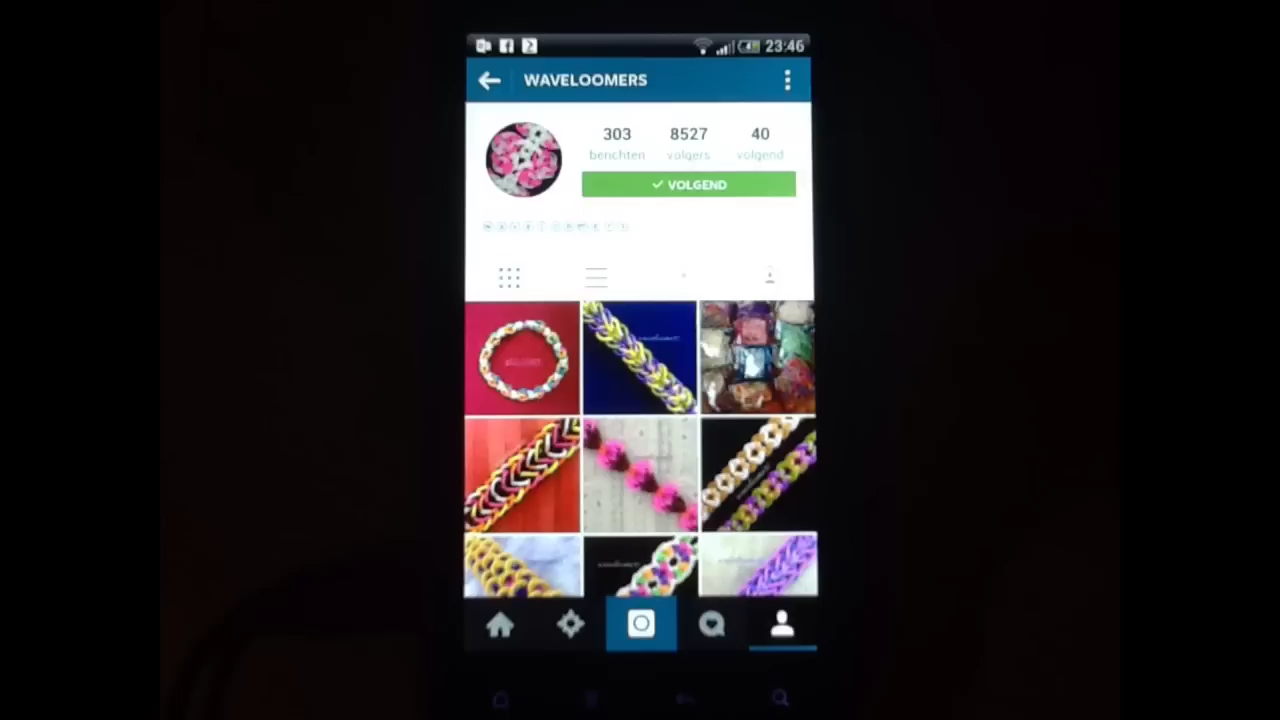 23:46
WAVELOOMERS
303 8527 40
berichten volgers volgend
✓ VOLGEND